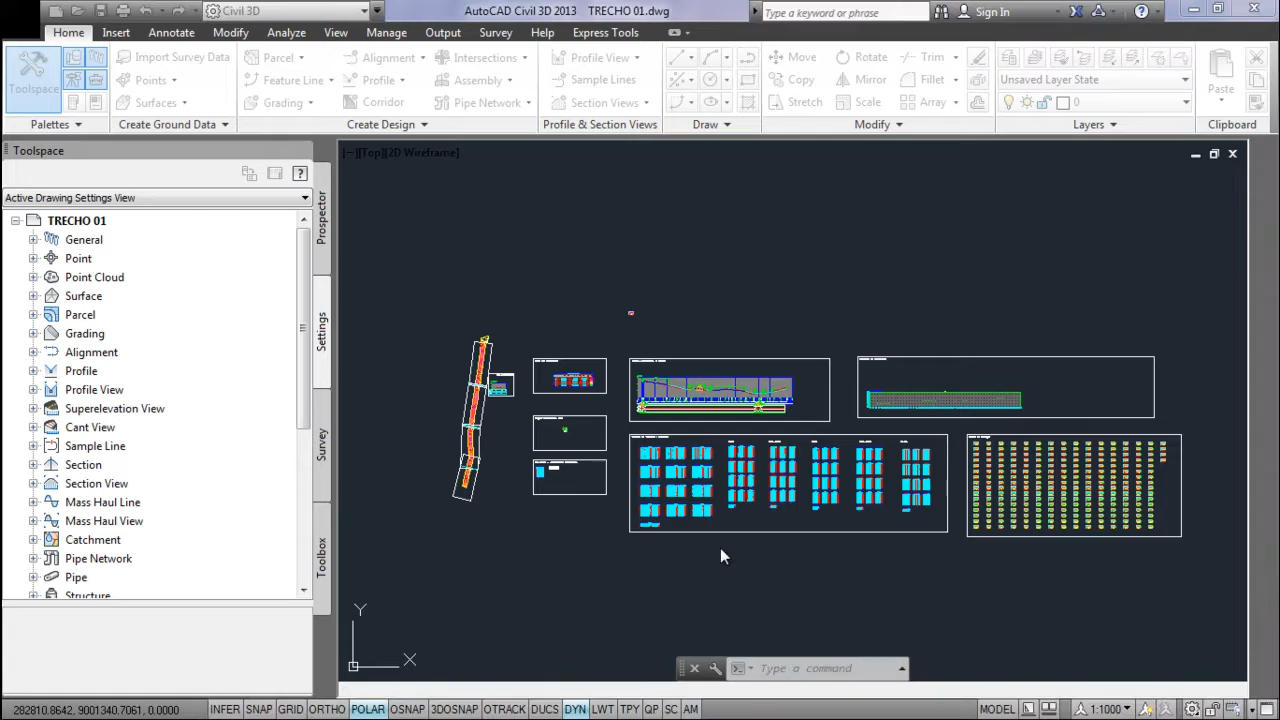 Civil 3D
AutoCAD Civil 3D 2013 TRECHO 01.dwg
Type a keyword or phrase
Sign In
Home Insert Annotate Modify Analyze View Manage Output Survey Help Express Tools
Toolspace
Palettes
Import Survey Data
Points
Surfaces
Create Ground Data
Parcel
Feature Line
Grading
Alignment
Profile
Corridor
Intersections
Assembly
Pipe Network
Create Design
Profile View
Sample Lines
Section Views
Profile & Section Views
Draw
Move
Copy
Stretch
Rotate
Mirror
Scale
Trim
Fillet
Array
Modify
Unsaved Layer State
0
Layers
Paste
Clipboard
Toolspace
Active Drawing Settings View
TRECHO 01
General
Point
Point Cloud
Surface
Parcel
Grading
Alignment
Profile
Profile View
Superelevation View
Cant View
Sample Line
Section
Section View
Mass Haul Line
Mass Haul View
Catchment
Pipe Network
Pipe
Structure
Prospector
Settings
Survey
Toolbox
[−][Top][2D Wireframe]
Y
X
Type a command
282810.8642, 9001340.7061, 0.0000
INFER SNAP GRID ORTHO POLAR OSNAP 3DOSNAP OTRACK DUCS DYN LWT TPY QP SC AM
MODEL
1:1000